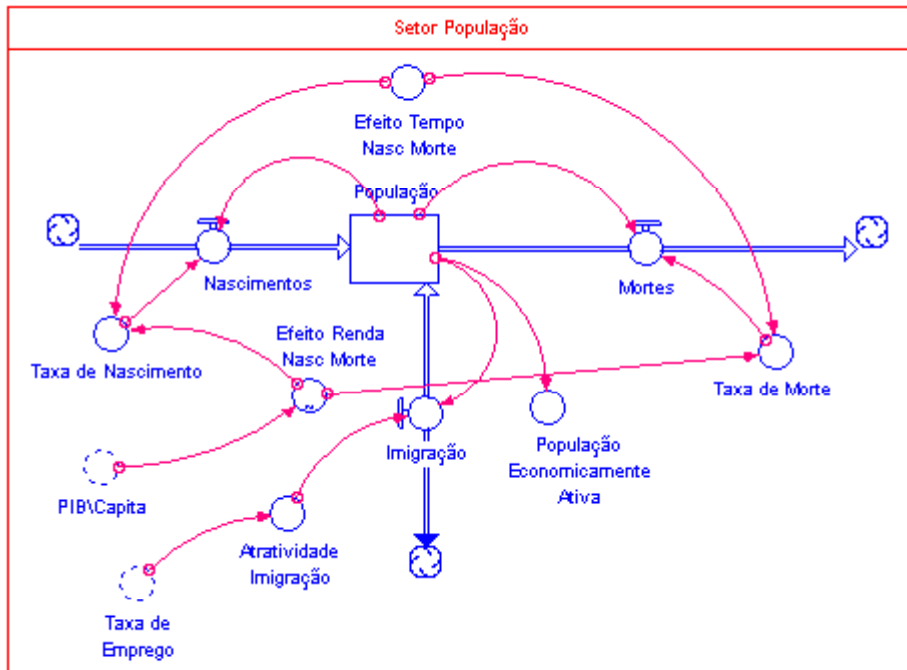 Setor População
Efeito Tempo
Nasc Morte
População
Nascimentos
Mortes
Efeito Renda
Nasc Morte
Taxa de Nascimento
Taxa de Morte
Imigração
População
Economicamente
Ativa
PIB\Capita
Atratividade
Imigração
Taxa de
Emprego